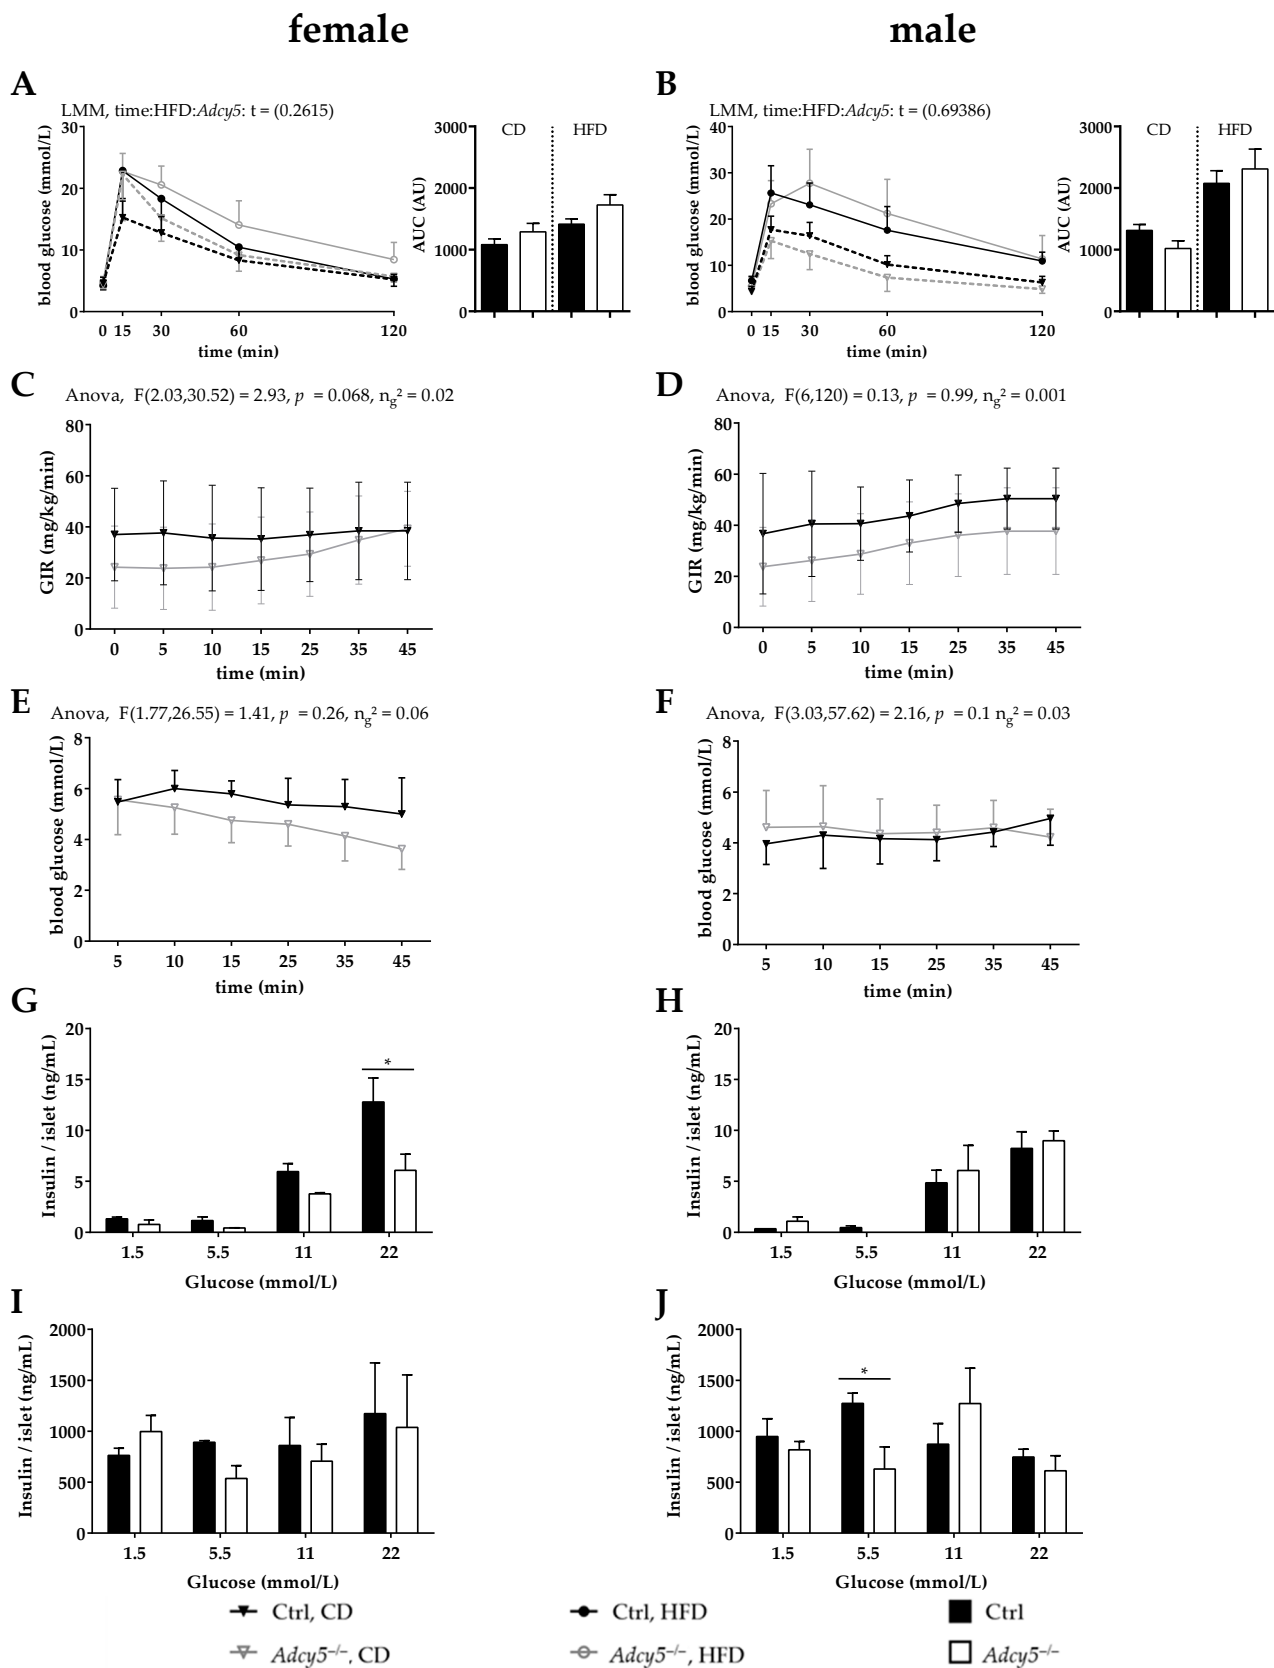 female
male
A
LMM, time:HFD:Adcy5: t = (0.2615)
blood glucose (mmol/L)
30
20
10
0
0 15 30 60 120
time (min)
AUC (AU)
3000
2000
1000
0
CD HFD
B
LMM, time:HFD:Adcy5: t = (0.69386)
blood glucose (mmol/L)
40
30
20
10
0
0 15 30 60 120
time (min)
AUC (AU)
3000
2000
1000
0
CD HFD
C
Anova, F(2.03,30.52) = 2.93, p = 0.068, ng² = 0.02
GIR (mg/kg/min)
80
60
40
20
0
0 5 10 15 25 35 45
time (min)
D
Anova, F(6,120) = 0.13, p = 0.99, ng² = 0.001
GIR (mg/kg/min)
80
60
40
20
0
0 5 10 15 25 35 45
time (min)
E
Anova, F(1.77,26.55) = 1.41, p = 0.26, ng² = 0.06
blood glucose (mmol/L)
8
6
4
2
0
5 10 15 25 35 45
time (min)
F
Anova, F(3.03,57.62) = 2.16, p = 0.1 ng² = 0.03
blood glucose (mmol/L)
8
6
4
2
0
5 10 15 25 35 45
time (min)
G
Insulin / islet (ng/mL)
20
15
10
5
0
*
1.5 5.5 11 22
Glucose (mmol/L)
H
Insulin / islet (ng/mL)
20
15
10
5
0
1.5 5.5 11 22
Glucose (mmol/L)
I
Insulin / islet (ng/mL)
2000
1500
1000
500
0
1.5 5.5 11 22
Glucose (mmol/L)
J
Insulin / islet (ng/mL)
2000
1500
1000
500
0
*
1.5 5.5 11 22
Glucose (mmol/L)
Ctrl, CD
Ctrl, HFD
Ctrl
Adcy5⁻/⁻, CD
Adcy5⁻/⁻, HFD
Adcy5⁻/⁻